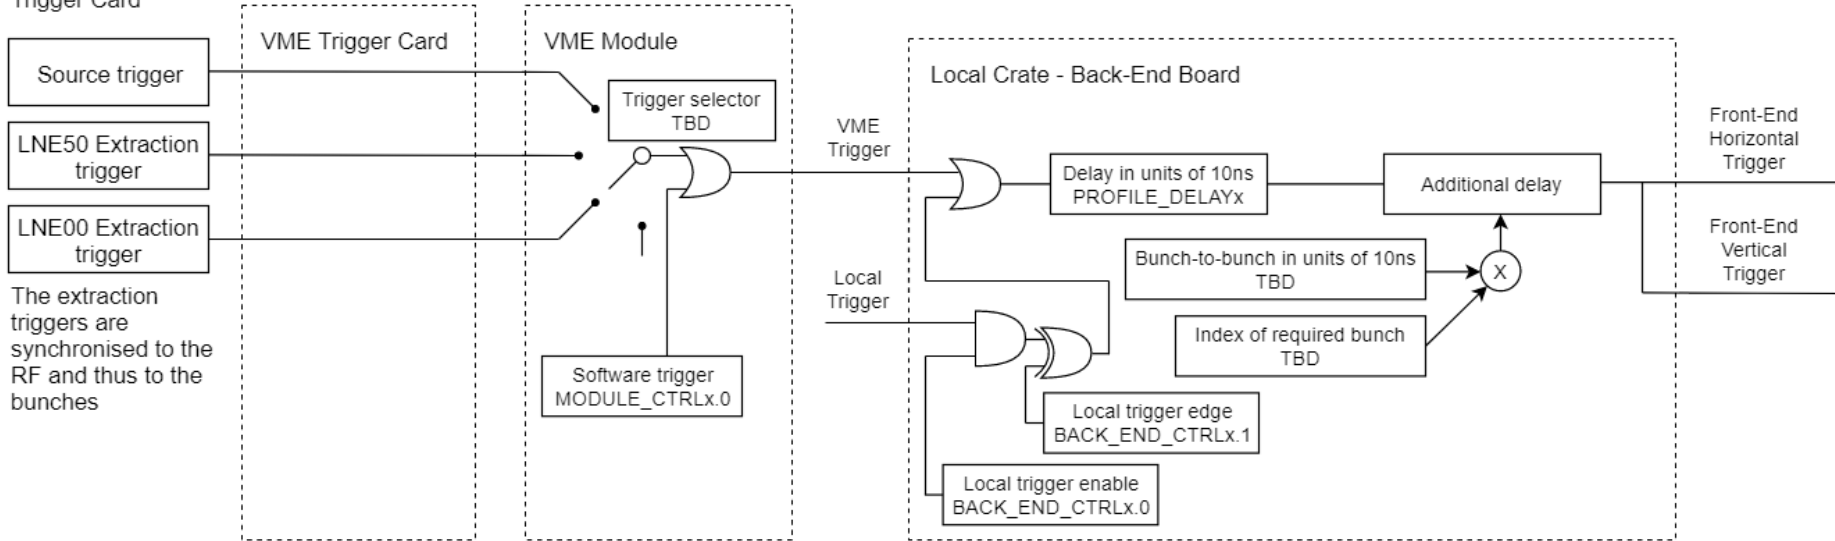 Trigger Card
Source trigger
LNE50 Extraction
trigger
LNE00 Extraction
trigger
The extraction
triggers are
synchronised to the
RF and thus to the
bunches
VME Trigger Card
VME Module
Trigger selector
TBD
Software trigger
MODULE_CTRLx.0
VME
Trigger
Local
Trigger
Local Crate - Back-End Board
Delay in units of 10ns
PROFILE_DELAYx
Additional delay
Bunch-to-bunch in units of 10ns
TBD
X
Index of required bunch
TBD
Local trigger edge
BACK_END_CTRLx.1
Local trigger enable
BACK_END_CTRLx.0
Front-End
Horizontal
Trigger
Front-End
Vertical
Trigger